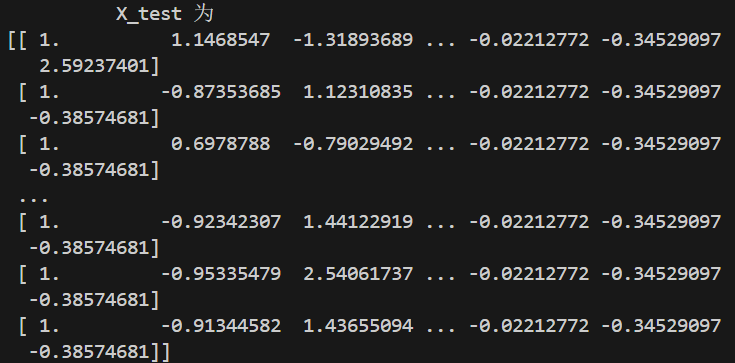 X_test 为
[[ 1.          1.1468547  -1.31893689 ... -0.02212772 -0.34529097
   2.59237401]
 [ 1.         -0.87353685  1.12310835 ... -0.02212772 -0.34529097
  -0.38574681]
 [ 1.          0.6978788  -0.79029492 ... -0.02212772 -0.34529097
  -0.38574681]
 ...
 [ 1.         -0.92342307  1.44122919 ... -0.02212772 -0.34529097
  -0.38574681]
 [ 1.         -0.95335479  2.54061737 ... -0.02212772 -0.34529097
  -0.38574681]
 [ 1.         -0.91344582  1.43655094 ... -0.02212772 -0.34529097
  -0.38574681]]